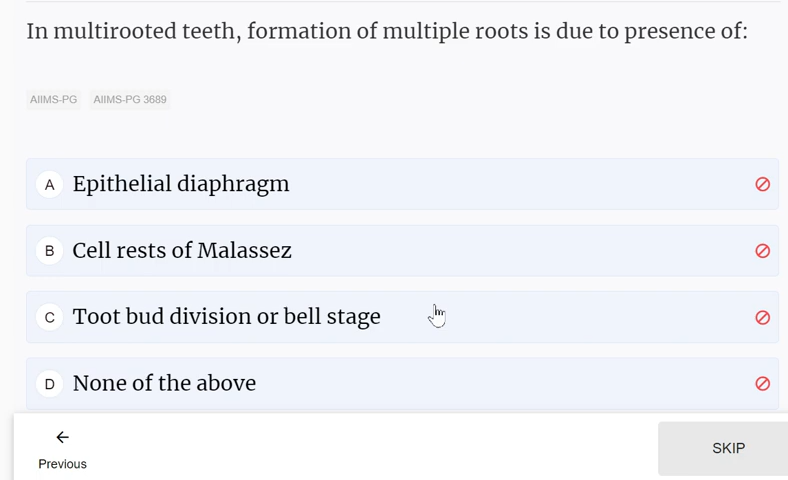 In multirooted teeth, formation of multiple roots is due to presence of:
AIIMS-PG AIIMS-PG 3689
A Epithelial diaphragm
B Cell rests of Malassez
C Toot bud division or bell stage
D None of the above
SKIP
Previous